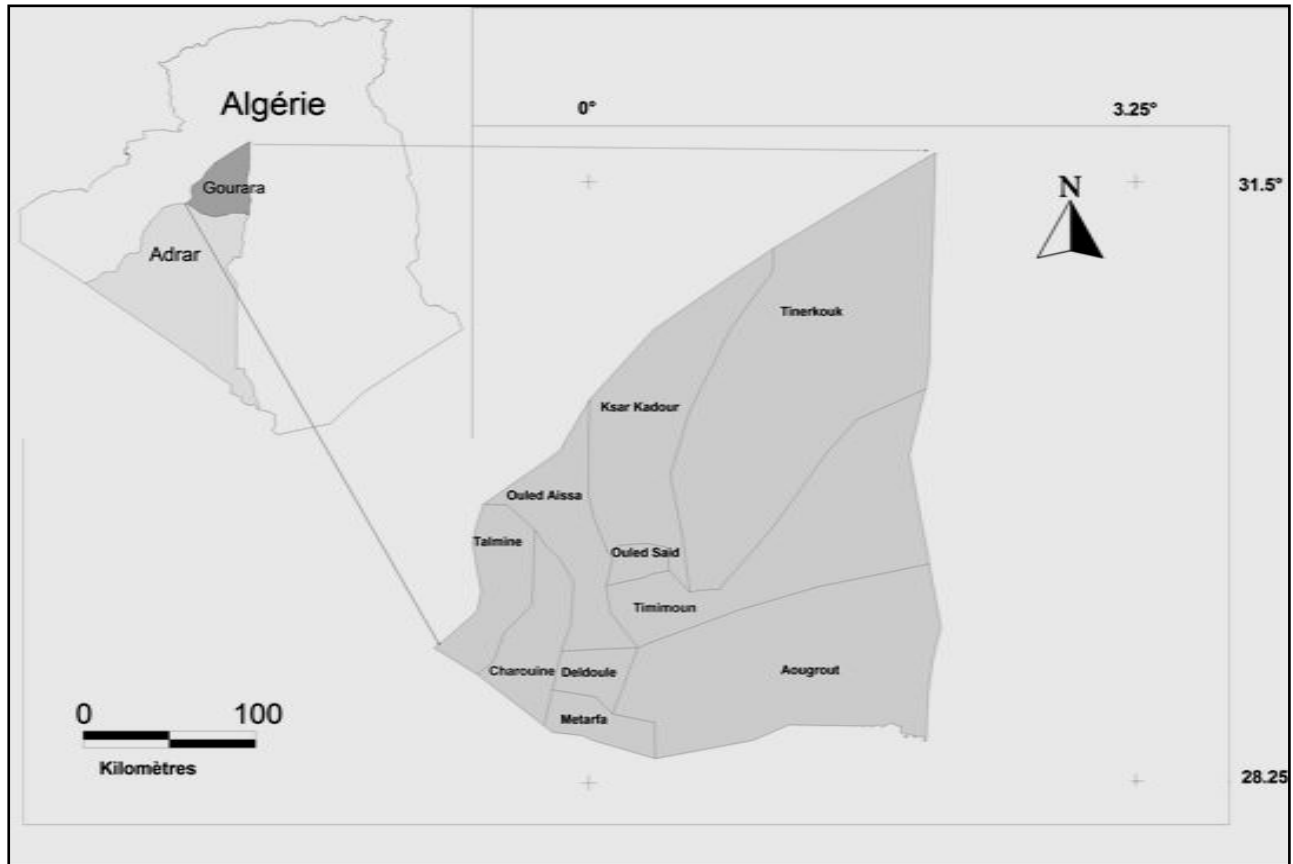 Algérie
0°
3.25°
Gourara
31.5°
N
Adrar
Tinerkouk
Ksar Kadour
Ouled Aissa
Talmine
Ouled Said
Timimoun
Charouine
Deldoule
Aougrout
0
100
Metarfa
Kilomètres
28.25